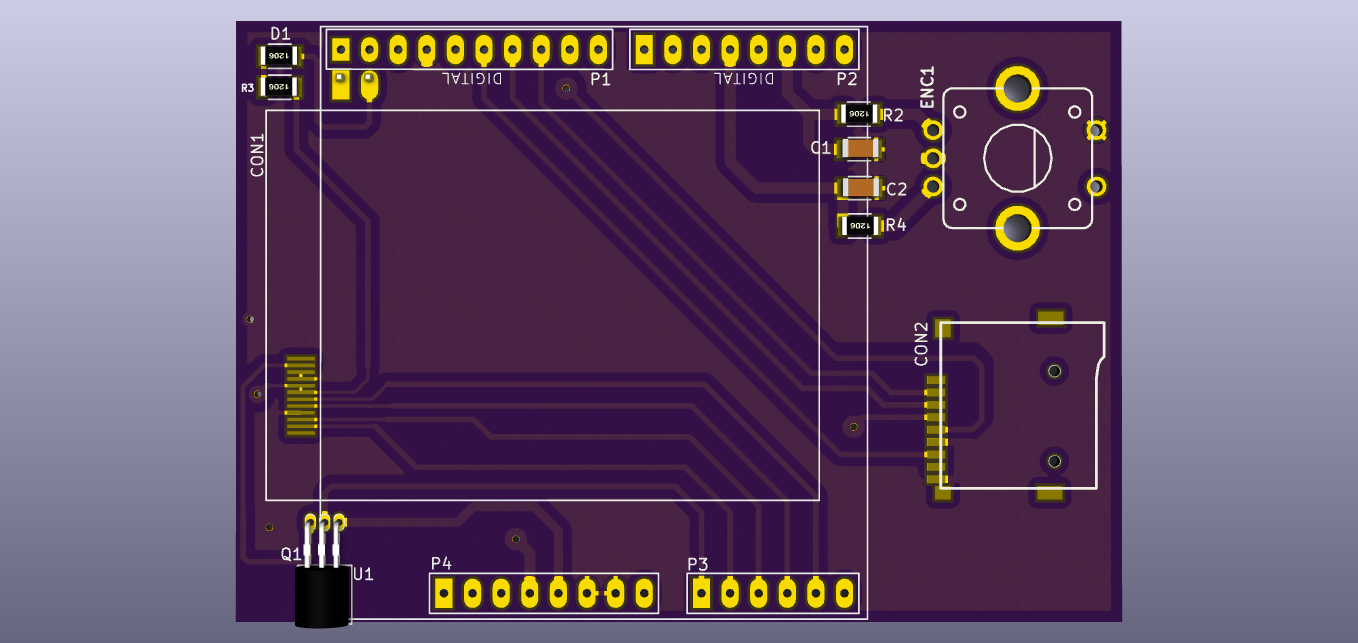 D1
1206
R3
1206
DIGITAL
P1
DIGITAL
P2
ENC1
1206
R2
CON1
C1
C2
1206
R4
CON2
Q1
U1
P4
P3